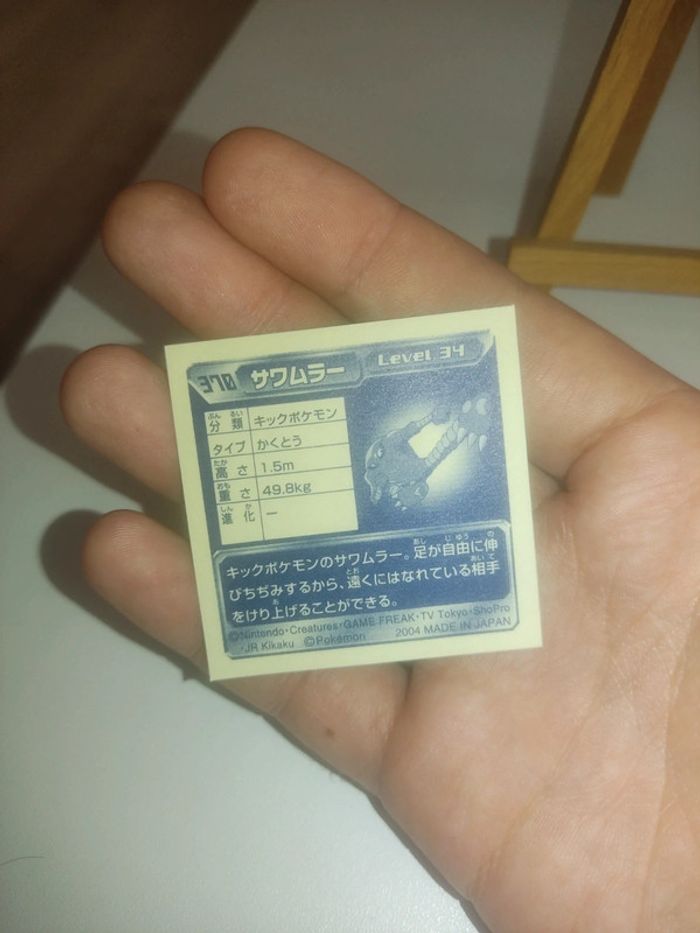 370 サワムラー Level 34
分類 キックポケモン
タイプ かくとう
高さ 1.5m
重さ 49.8kg
進化 ー
キックポケモンのサワムラー。足が自由に伸
びちぢみするから、遠くにはなれている相手
をけり上げることができる。
©Nintendo・Creatures・GAME FREAK・TV Tokyo・ShoPro
・JR Kikaku ©Pokémon 2004 MADE IN JAPAN